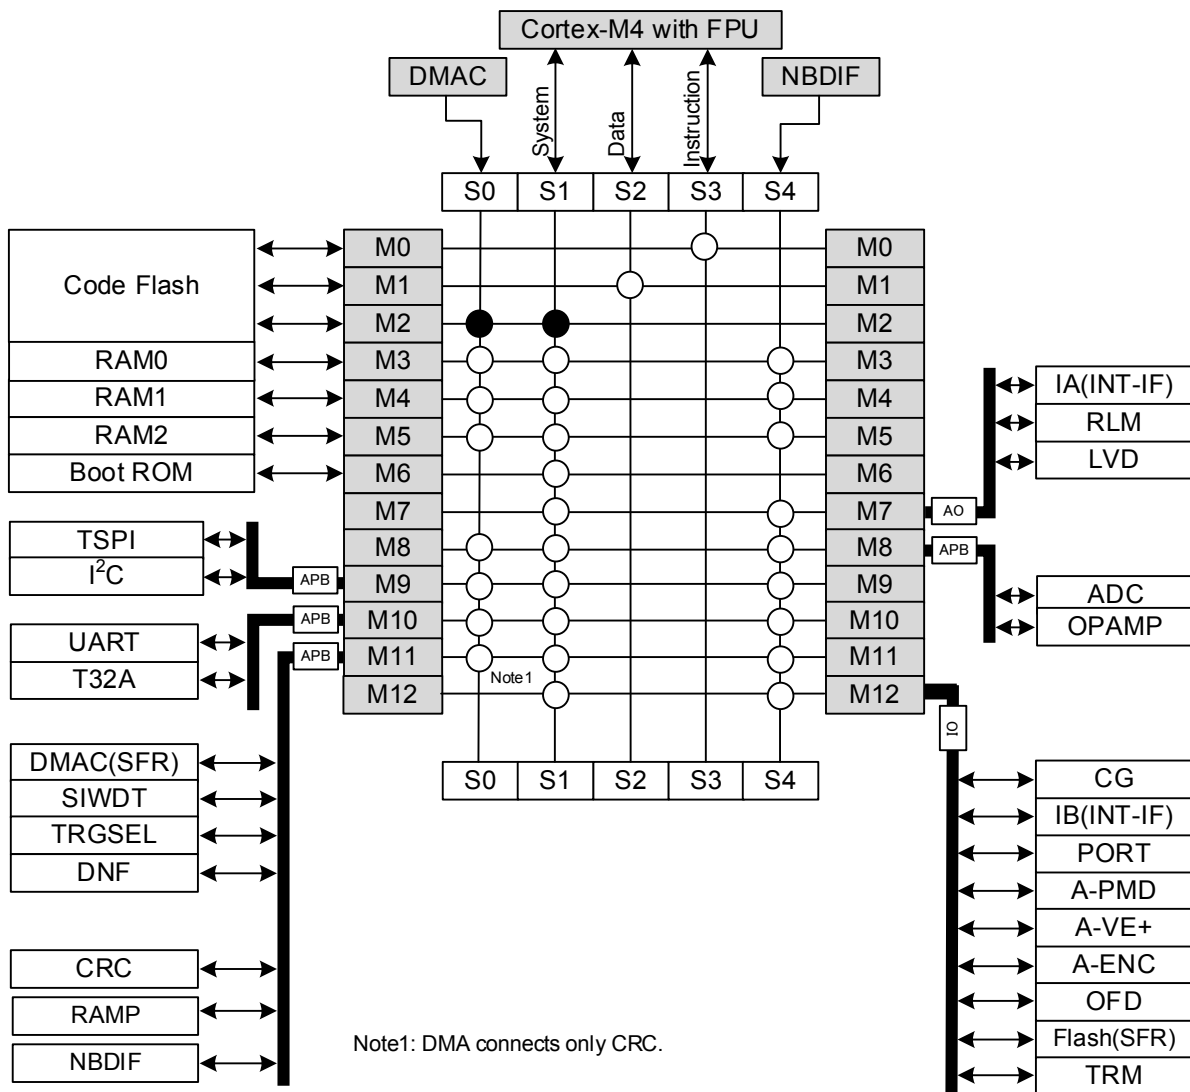 Cortex-M4 with FPU
DMAC
NBDIF
System
Data
Instruction
S0 S1 S2 S3 S4
Code Flash
RAM0
RAM1
RAM2
Boot ROM
TSPI
I²C
UART
T32A
DMAC(SFR)
SIWDT
TRGSEL
DNF
CRC
RAMP
NBDIF
APB
APB
APB
M0
M1
M2
M3
M4
M5
M6
M7
M8
M9
M10
M11
M12
Note1
M0
M1
M2
M3
M4
M5
M6
M7
M8
M9
M10
M11
M12
S0 S1 S2 S3 S4
AO
APB
IO
IA(INT-IF)
RLM
LVD
ADC
OPAMP
CG
IB(INT-IF)
PORT
A-PMD
A-VE+
A-ENC
OFD
Flash(SFR)
TRM
Note1: DMA connects only CRC.